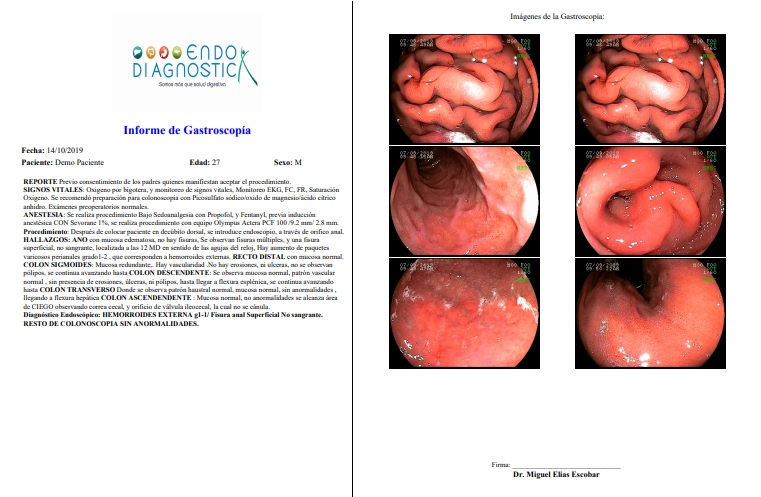 ENDO
DIAGNOSTICA
Somos más que salud digestivo
Informe de Gastroscopía
Fecha: 14/10/2019
Paciente: Demo Paciente Edad: 27 Sexo: M
REPORTE Previo consentimiento de los padres quienes manifiestan aceptar el procedimiento.
SIGNOS VITALES: Oxigeno por bigotera, y monitoreo de signos vitales, Monitoreo EKG, FC, FR, Saturación
Oxigeno. Se recomendó preparación para colonoscopia con Picosulfato sódico/oxido de magnesio/ácido cítrico
anhidro. Exámenes preoperatorios normales.
ANESTESIA: Se realiza procedimiento Bajo Sedoanalgesia con Propofol, y Fentanyl, previa inducción
anestésica CON Sevorane 1%, se realiza procedimiento con equipo Olympus Actera PCF 100 /9.2 mm/ 2.8 mm.
Procedimiento: Después de colocar paciente en decúbito dorsal, se introduce endoscopio, a través de orifico anal.
HALLAZGOS: ANO con mucosa edematosa, no hay fisuras, Se observan fisuras múltiples, y una fisura
superficial, no sangrante, localizada a las 12 MD en sentido de las agujas del reloj, Hay aumento de paquetes
varicosos perianales grado1-2 , que corresponden a hemorroides externas. RECTO DISTAL con mucosa normal.
COLON SIGMOIDES: Mucosa redundante,. Hay vascularidad .No hay erosiones, ni ulceras, no se observan
pólipos, se continua avanzando hasta COLON DESCENDENTE: Se observa mucosa normal, patrón vascular
normal , sin presencia de erosiones, úlceras, ni pólipos, hasta llegar a flexura esplénica, se continua avanzando
hasta COLON TRANSVERSO Donde se observa patrón haustral normal, mucosa normal, sin anormalidades ,
llegando a flexura hepática COLON ASCENDENDENTE : Mucosa normal, no anormalidades se alcanza área
de CIEGO observando correa cecal, y orificio de válvula ileocecal, la cual no se cánula.
Diagnóstico Endoscópico: HEMORROIDES EXTERNA g1-1/ Fisura anal Superficial No sangrante.
RESTO DE COLONOSCOPIA SIN ANORMALIDADES.
Imágenes de la Gastroscopía:
Firma:
Dr. Miguel Elías Escobar